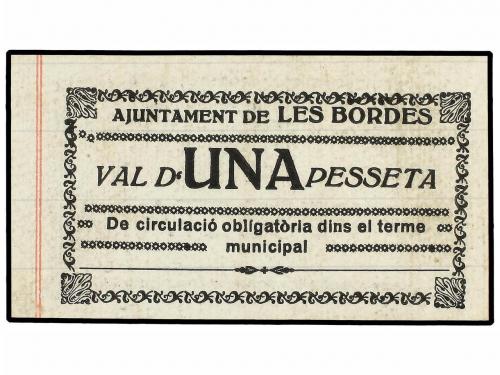 AJUNTAMENT DE LES BORDES
VAL D'UNA PESSETA
De circulació obligatòria dins el terme
municipal